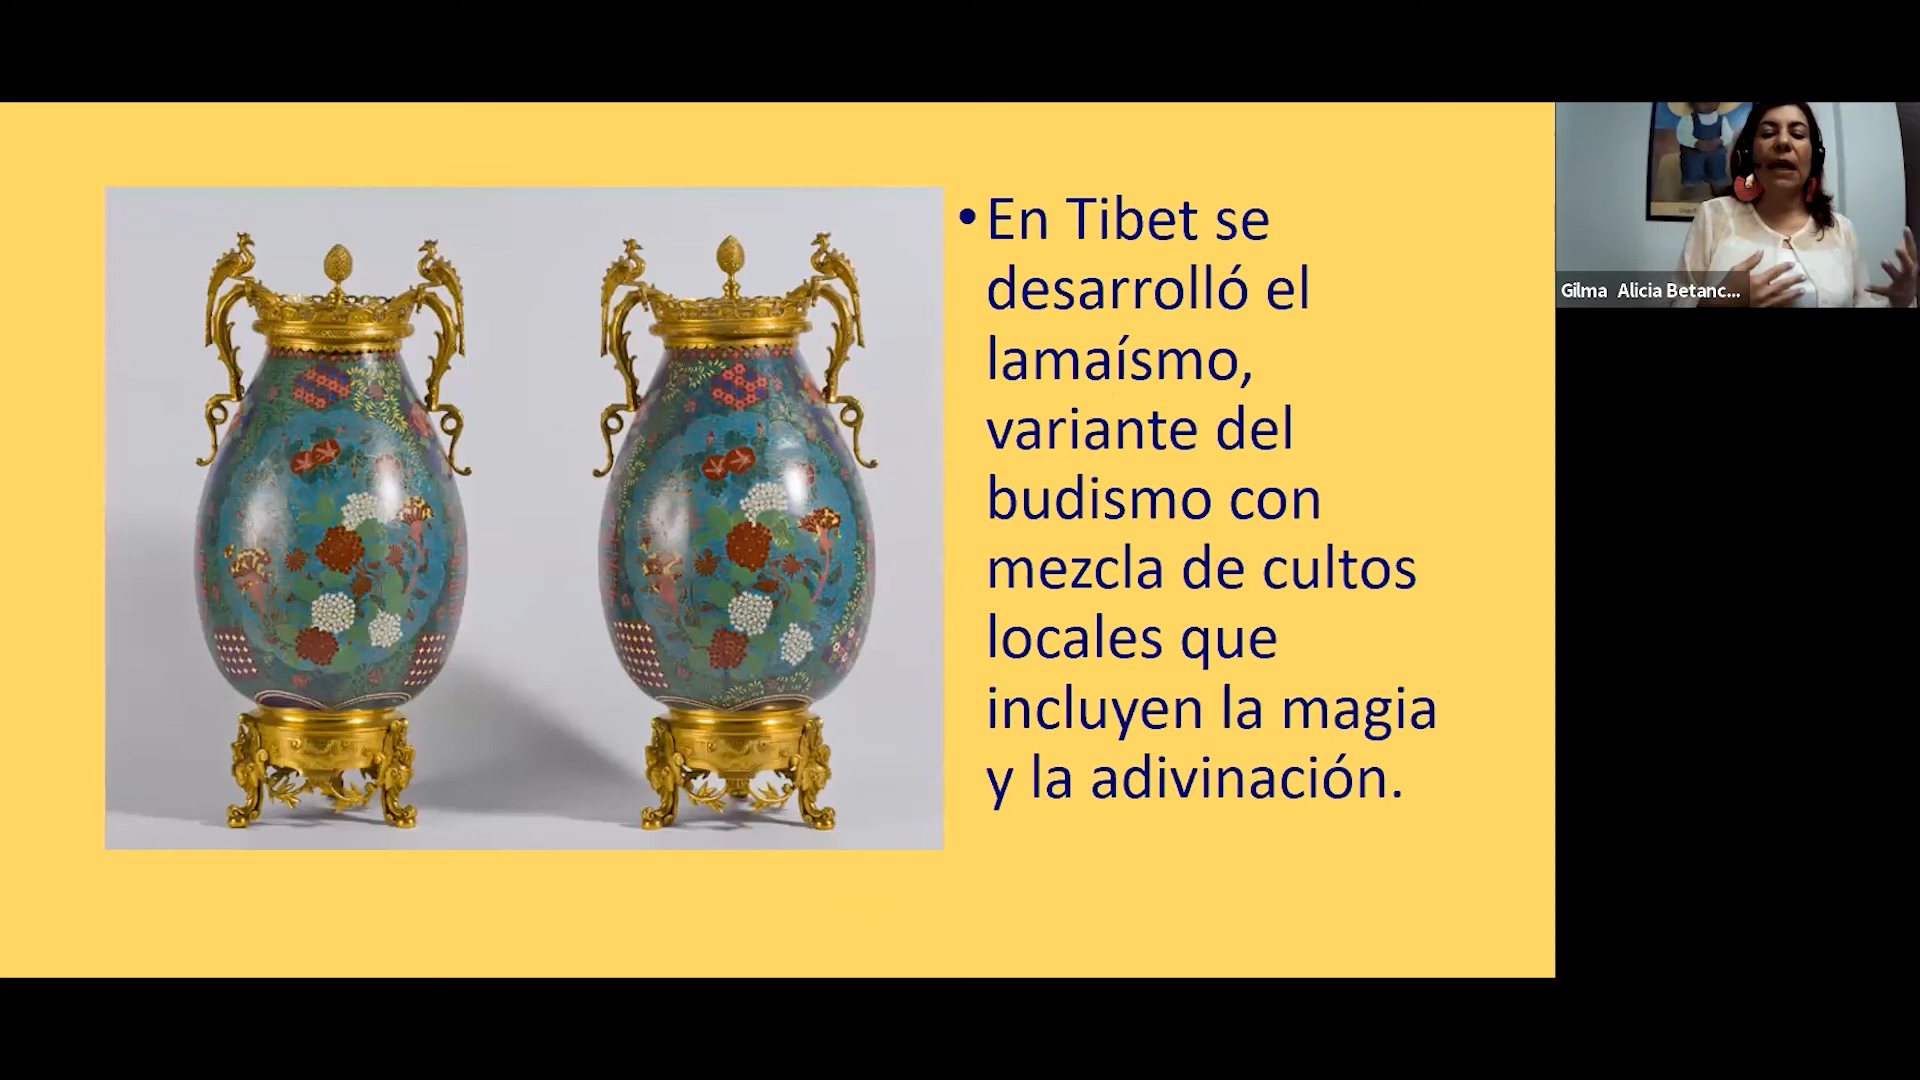 • En Tibet se
desarrolló el
lamaísmo,
variante del
budismo con
mezcla de cultos
locales que
incluyen la magia
y la adivinación.
Gilma Alicia Betanc...